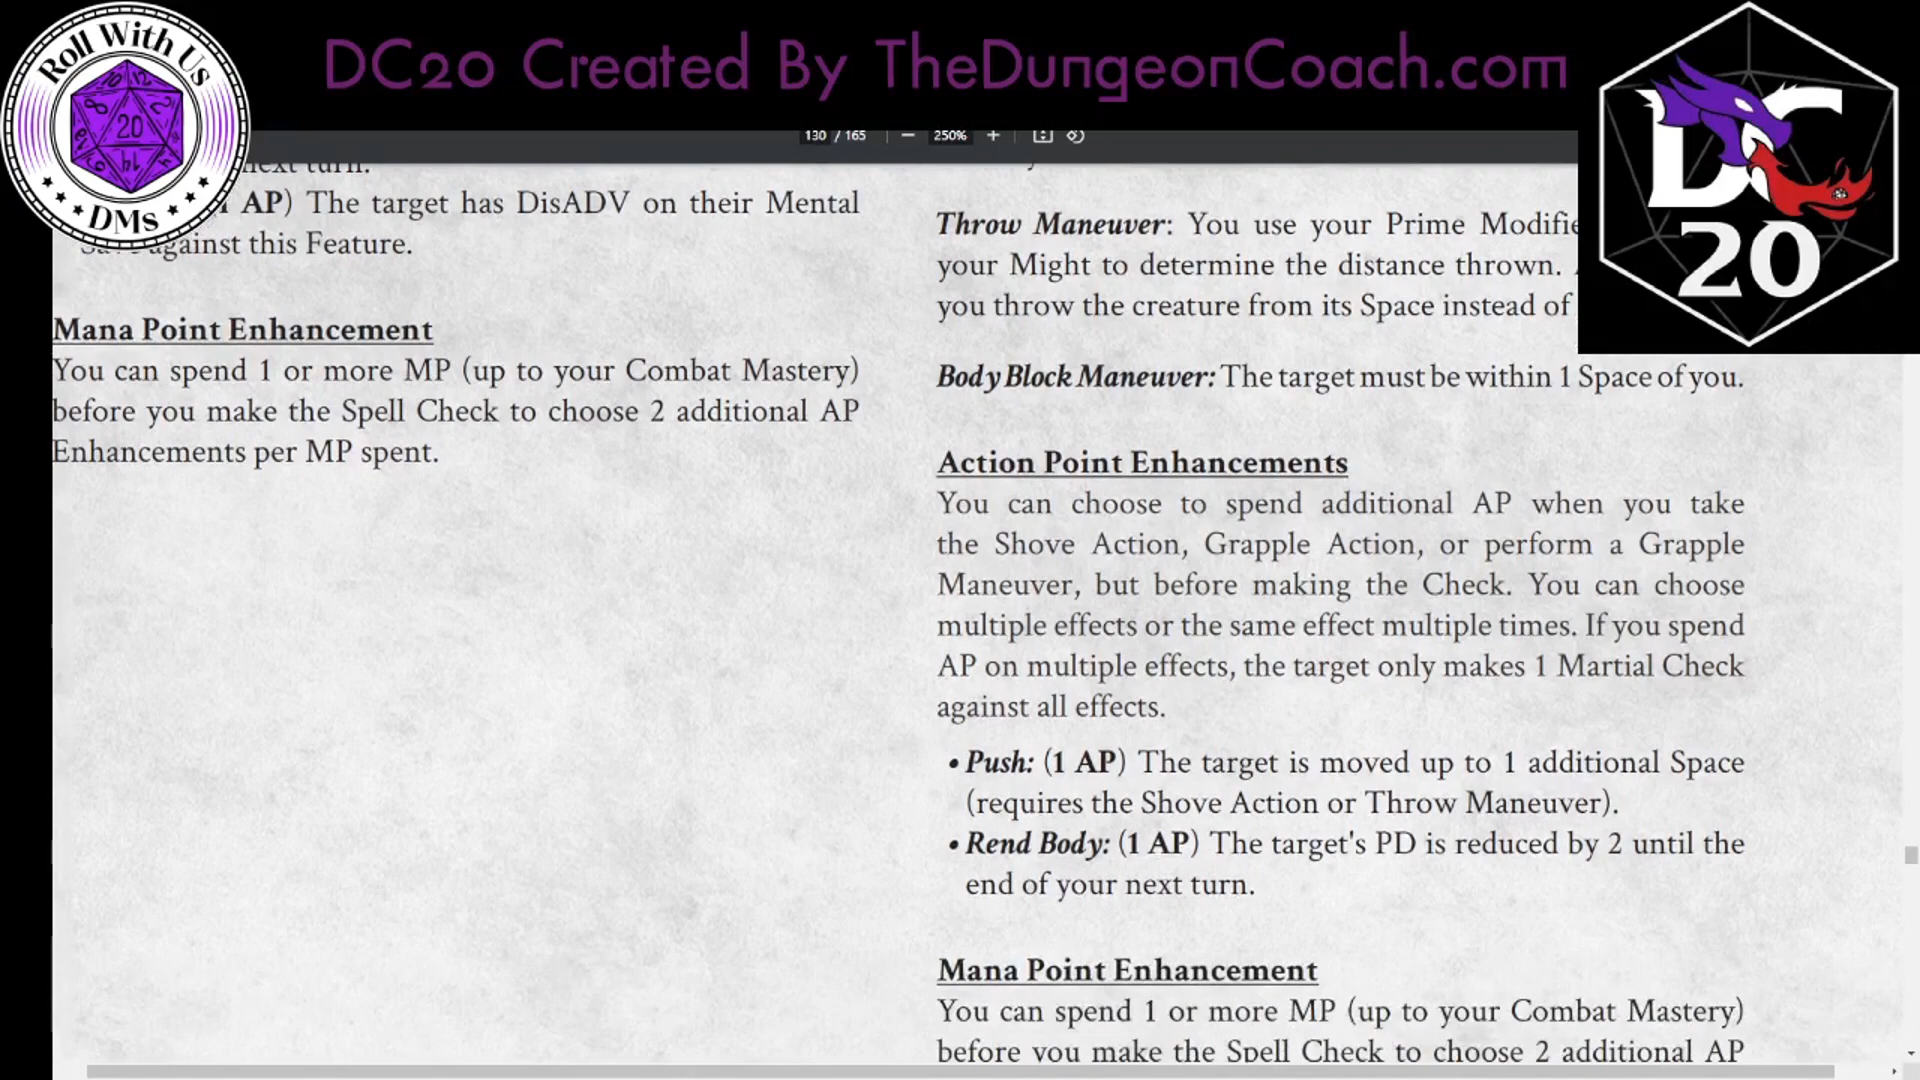 Roll With Us
DMs
20
DC20 Created By TheDungeonCoach.com
DC
20
130 / 165
250%
next turn.
AP) The target has DisADV on their Mental
against this Feature.
Mana Point Enhancement
You can spend 1 or more MP (up to your Combat Mastery)
before you make the Spell Check to choose 2 additional AP
Enhancements per MP spent.
Throw Maneuver: You use your Prime
your Might to determine the distance thrown.
you throw the creature from its Space instead of
Body Block Maneuver: The target must be within 1 Space of you.
Action Point Enhancements
You can choose to spend additional AP when you take
the Shove Action, Grapple Action, or perform a Grapple
Maneuver, but before making the Check. You can choose
multiple effects or the same effect multiple times. If you spend
AP on multiple effects, the target only makes 1 Martial Check
against all effects.
• Push: (1 AP) The target is moved up to 1 additional Space
(requires the Shove Action or Throw Maneuver).
• Rend Body: (1 AP) The target's PD is reduced by 2 until the
end of your next turn.
Mana Point Enhancement
You can spend 1 or more MP (up to your Combat Mastery)
before you make the Spell Check to choose 2 additional AP